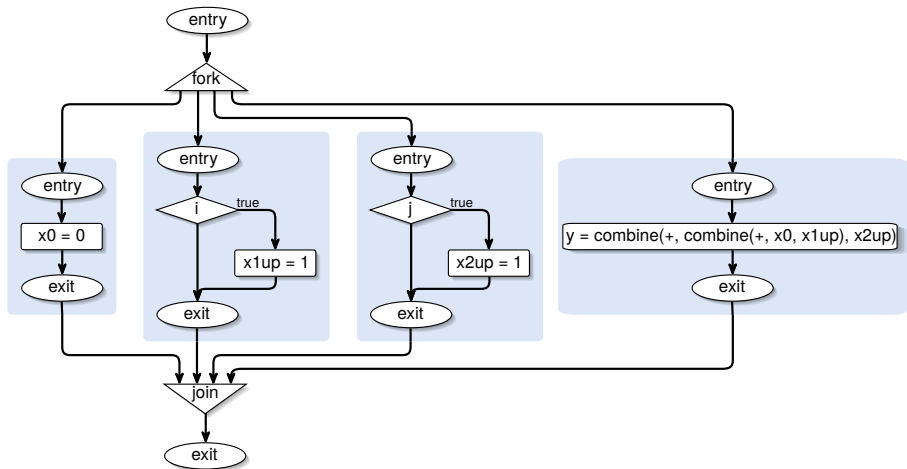 entry
fork
entry
x0 = 0
exit
entry
i
true
x1up = 1
exit
entry
j
true
x2up = 1
exit
entry
y = combine(+, combine(+, x0, x1up), x2up)
exit
join
exit